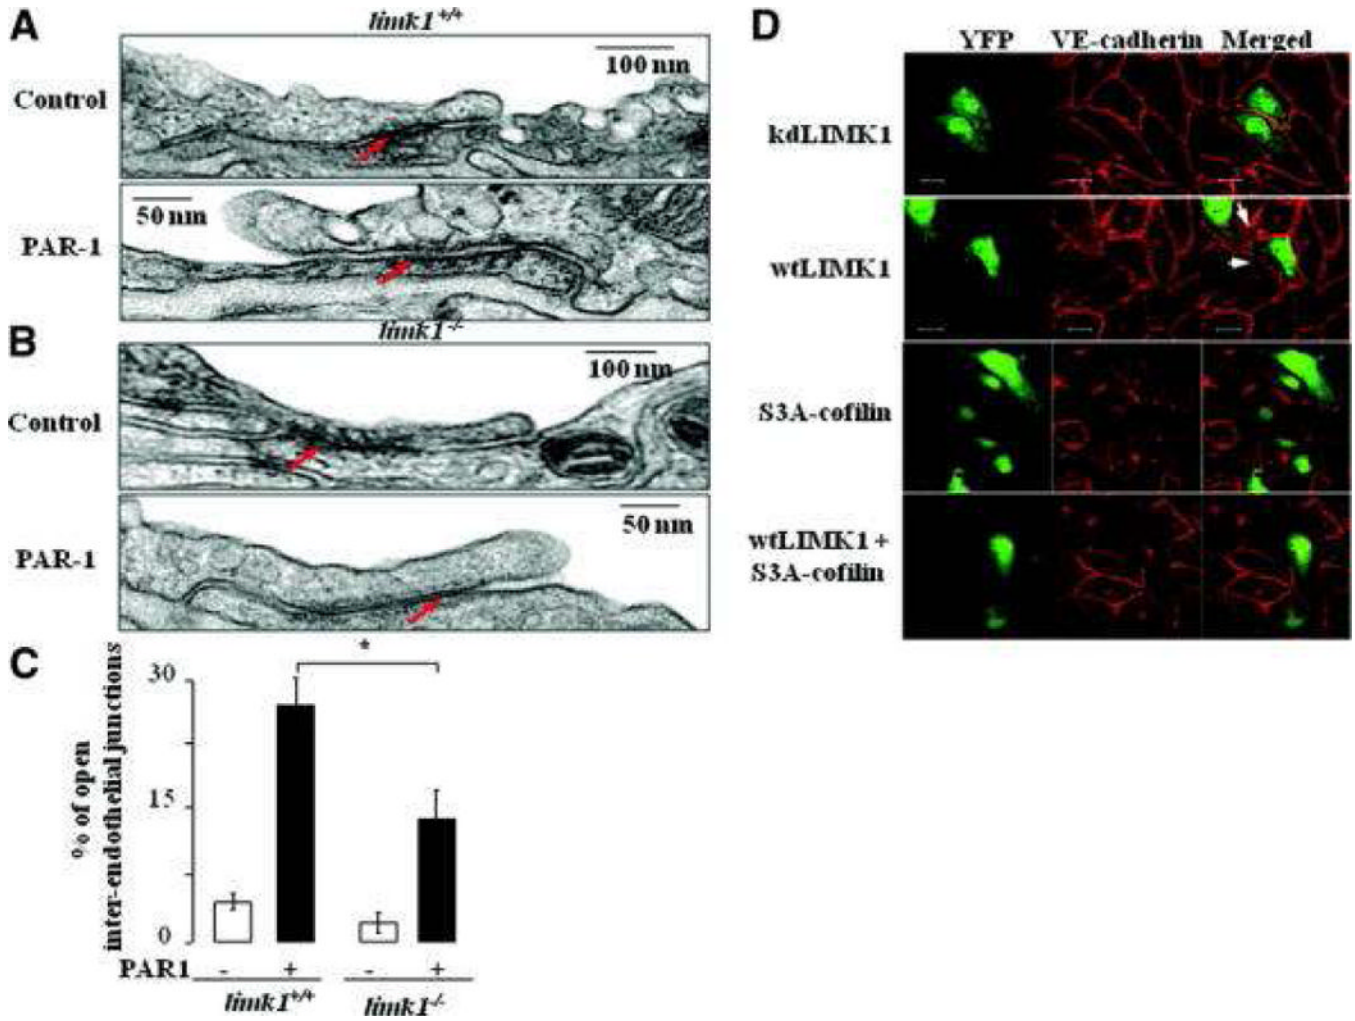 A
limk1+/+
Control
100 nm
PAR-1
50 nm
B
limk1-/-
Control
100 nm
PAR-1
50 nm
C
% of open
inter-endothelial junctions
30
15
0
*
PAR1 - + - +
limk1+/+ limk1-/-
D
YFP VE-cadherin Merged
kdLIMK1
wtLIMK1
S3A-cofilin
wtLIMK1 +
S3A-cofilin